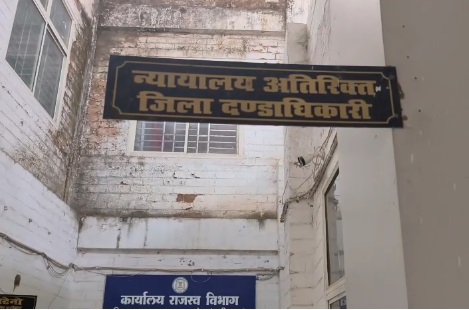 न्यायालय अतिरिक्त
जिला दण्डाधिकारी
कार्यालय राजस्व विभाग